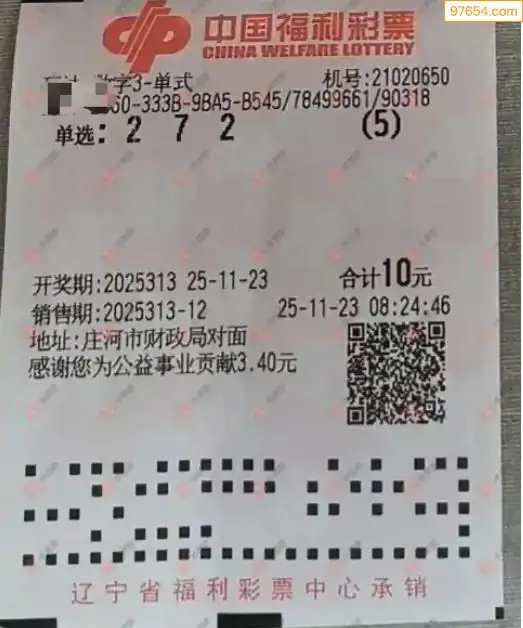 97654.com
中国福利彩票
CHINA WELFARE LOTTERY
数字3-单式 机号:21020650
60-333B-9BA5-B545/78499661/90318
单选: 2 7 2 (5)
开奖期:2025313 25-11-23 合计10元
销售期:2025313-12 25-11-23 08:24:46
地址:庄河市财政局对面
感谢您为公益事业贡献3.40元
辽宁省福利彩票中心承销